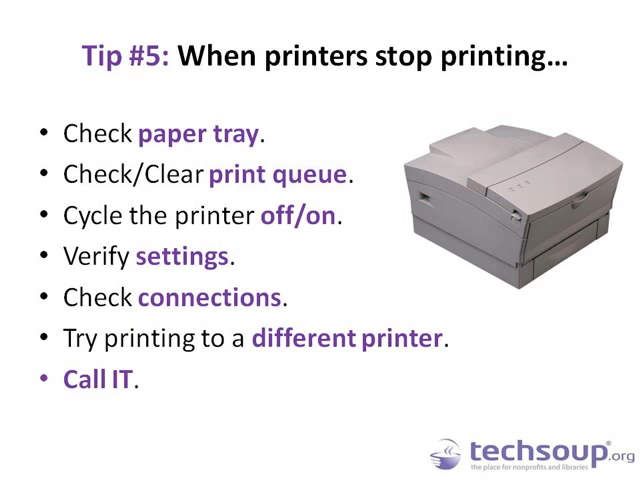 Tip #5: When printers stop printing…
• Check paper tray.
• Check/Clear print queue.
• Cycle the printer off/on.
• Verify settings.
• Check connections.
• Try printing to a different printer.
• Call IT.
techsoup®.org
the place for nonprofits and libraries